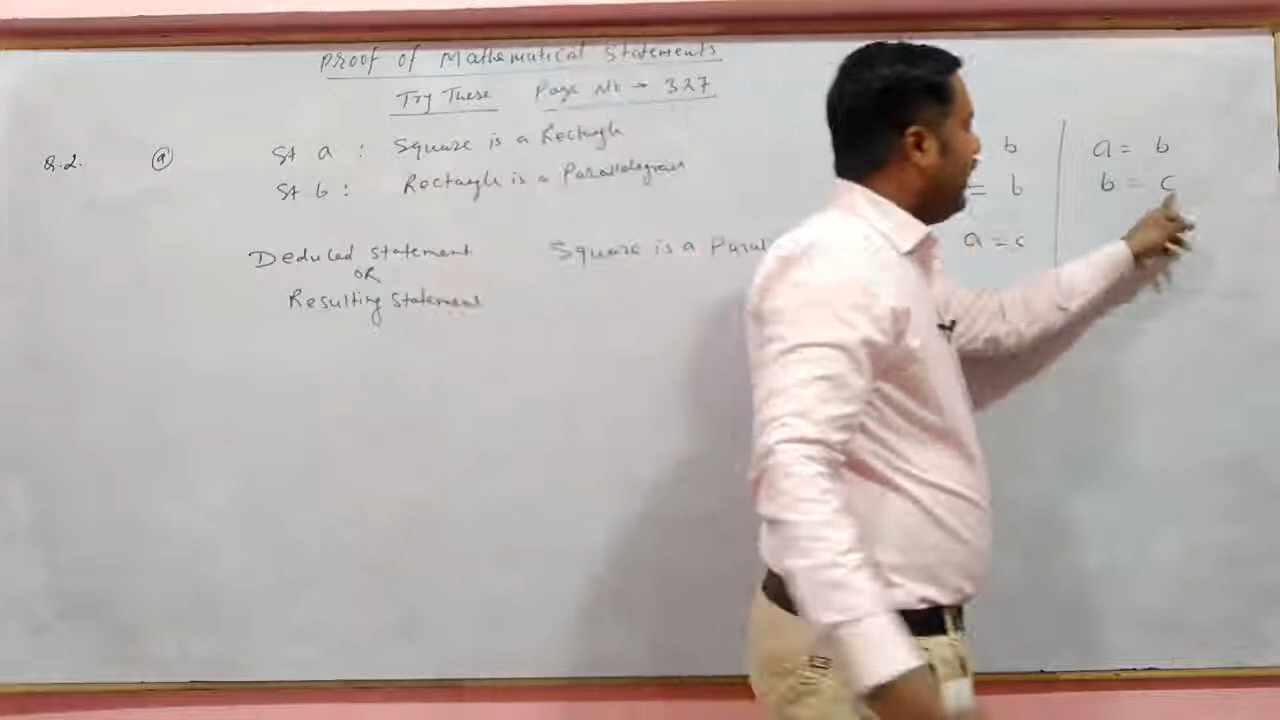 Proof of Mathematical Statements
Try These Page No → 327
Q.2. (a) St a : Square is a Rectangle
St b : Rectangle is a Parallelogram
Deduced Statement
OR
Resulting Statement
Square is a Paral
b
= b
a = c
a = b
b = c